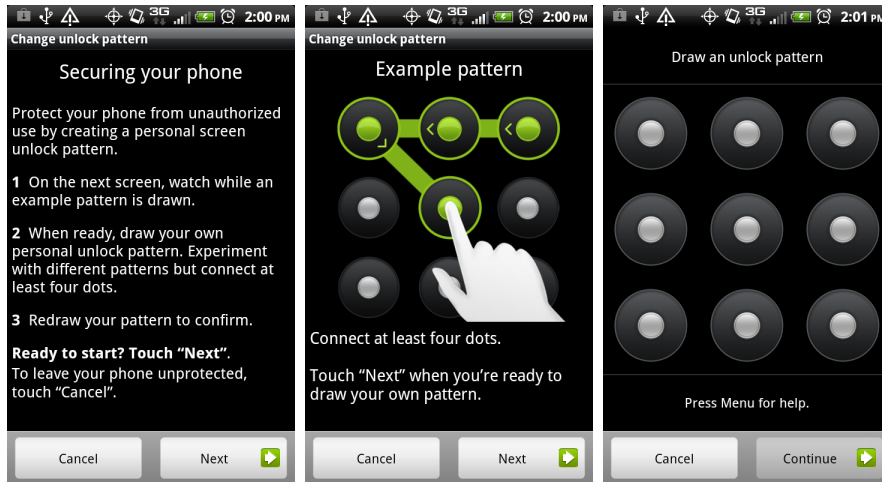 3G
2:00 PM
Change unlock pattern
Securing your phone
Protect your phone from unauthorized
use by creating a personal screen
unlock pattern.
1 On the next screen, watch while an
example pattern is drawn.
2 When ready, draw your own
personal unlock pattern. Experiment
with different patterns but connect at
least four dots.
3 Redraw your pattern to confirm.
Ready to start? Touch “Next”.
To leave your phone unprotected,
touch “Cancel”.
Cancel
Next
3G
2:00 PM
Change unlock pattern
Example pattern
Connect at least four dots.
Touch “Next” when you’re ready to
draw your own pattern.
Cancel
Next
3G
2:01 PM
Draw an unlock pattern
Press Menu for help.
Cancel
Continue